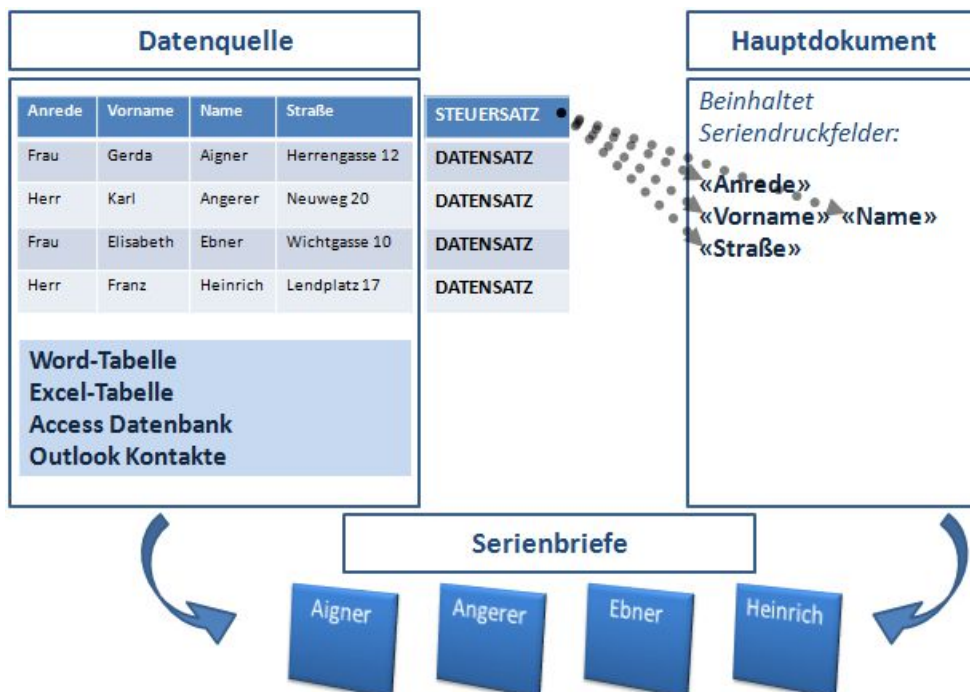 Datenquelle
Hauptdokument
Anrede Vorname Name Straße STEUERSATZ
Frau Gerda Aigner Herrengasse 12 DATENSATZ
Herr Karl Angerer Neuweg 20 DATENSATZ
Frau Elisabeth Ebner Wichtgasse 10 DATENSATZ
Herr Franz Heinrich Lendplatz 17 DATENSATZ
Word-Tabelle
Excel-Tabelle
Access Datenbank
Outlook Kontakte
Beinhaltet
Seriendruckfelder:
«Anrede»
«Vorname» «Name»
«Straße»
Serienbriefe
Aigner Angerer Ebner Heinrich